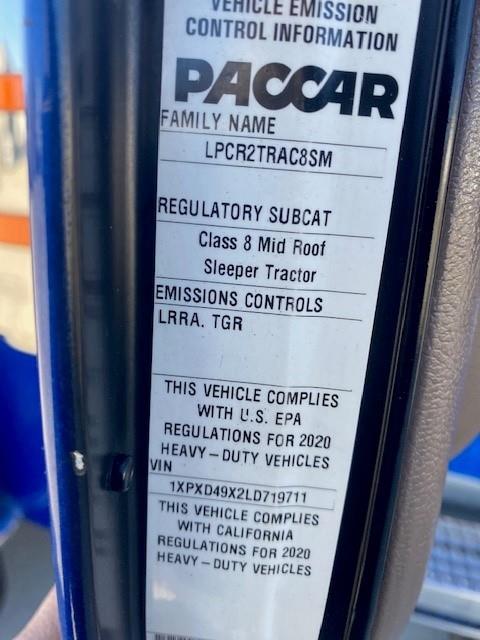 VEHICLE EMISSION
CONTROL INFORMATION
PACCAR
FAMILY NAME
LPCR2TRAC8SM
REGULATORY SUBCAT
Class 8 Mid Roof
Sleeper Tractor
EMISSIONS CONTROLS
LRRA. TGR
THIS VEHICLE COMPLIES
WITH U.S. EPA
REGULATIONS FOR 2020
HEAVY-DUTY VEHICLES
VIN
1XPXD49X2LD719711
THIS VEHICLE COMPLIES
WITH CALIFORNIA
REGULATIONS FOR 2020
HEAVY-DUTY VEHICLES